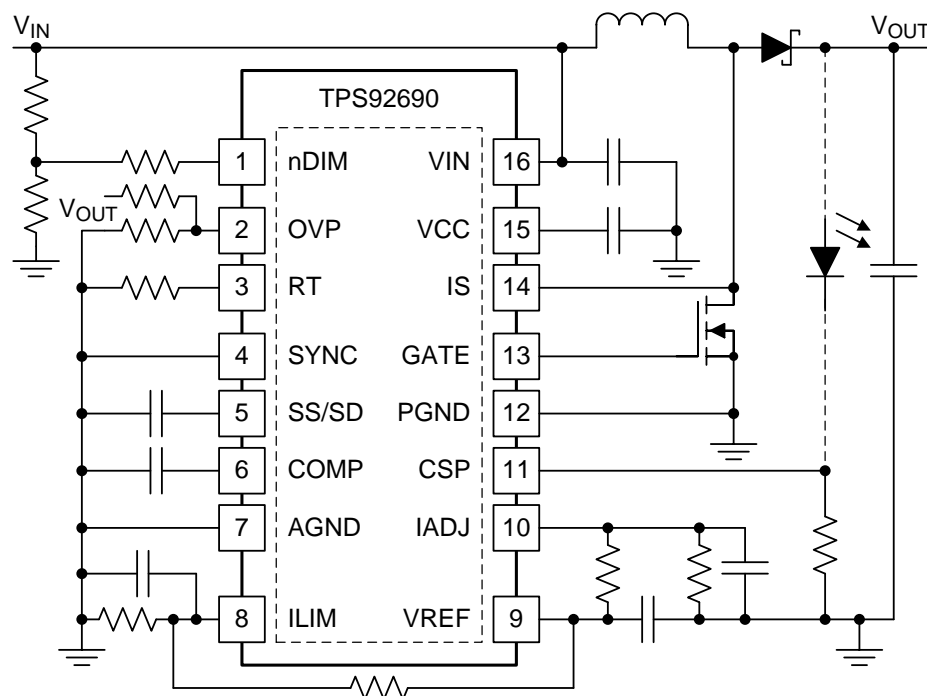 VIN
VOUT
TPS92690
1 nDIM VIN 16
VOUT
2 OVP VCC 15
3 RT IS 14
4 SYNC GATE 13
5 SS/SD PGND 12
6 COMP CSP 11
7 AGND IADJ 10
8 ILIM VREF 9